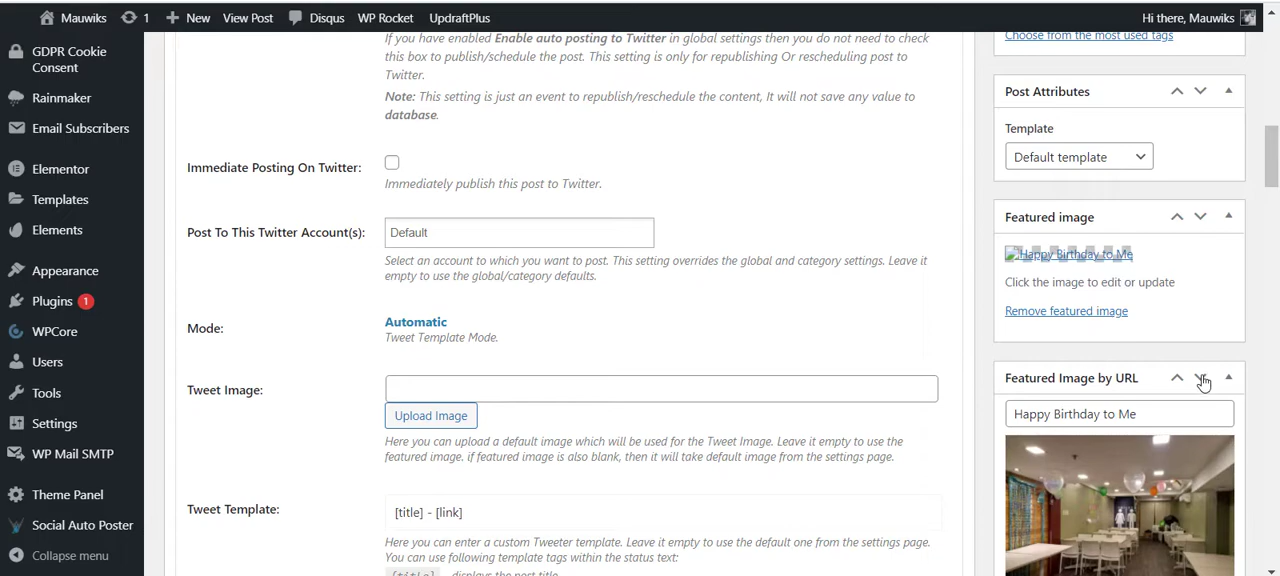 Mauwiks 1 New View Post Disqus WP Rocket UpdraftPlus Hi there, Mauwiks
GDPR Cookie
Consent
Rainmaker
Email Subscribers
Elementor
Templates
Elements
Appearance
Plugins 1
WPCore
Users
Tools
Settings
WP Mail SMTP
Theme Panel
Social Auto Poster
Collapse menu
If you have enabled Enable auto posting to Twitter in global settings then you do not need to check
this box to publish/schedule the post. This setting is only for republishing Or rescheduling post to
Twitter.
Note: This setting is just an event to republish/reschedule the content, It will not save any value to
database.
Immediate Posting On Twitter:
Immediately publish this post to Twitter.
Post To This Twitter Account(s): Default
Select an account to which you want to post. This setting overrides the global and category settings. Leave it
empty to use the global/category defaults.
Mode: Automatic
Tweet Template Mode.
Tweet Image:
Upload Image
Here you can upload a default image which will be used for the Tweet Image. Leave it empty to use the
featured image. if featured image is also blank, then it will take default image from the settings page.
Tweet Template: [title] - [link]
Here you can enter a custom Tweeter template. Leave it empty to use the default one from the settings page.
You can use following template tags within the status text:
[title] - displays the post title
Choose from the most used tags
Post Attributes
Template
Default template
Featured image
Happy Birthday to Me
Click the image to edit or update
Remove featured image
Featured Image by URL
Happy Birthday to Me